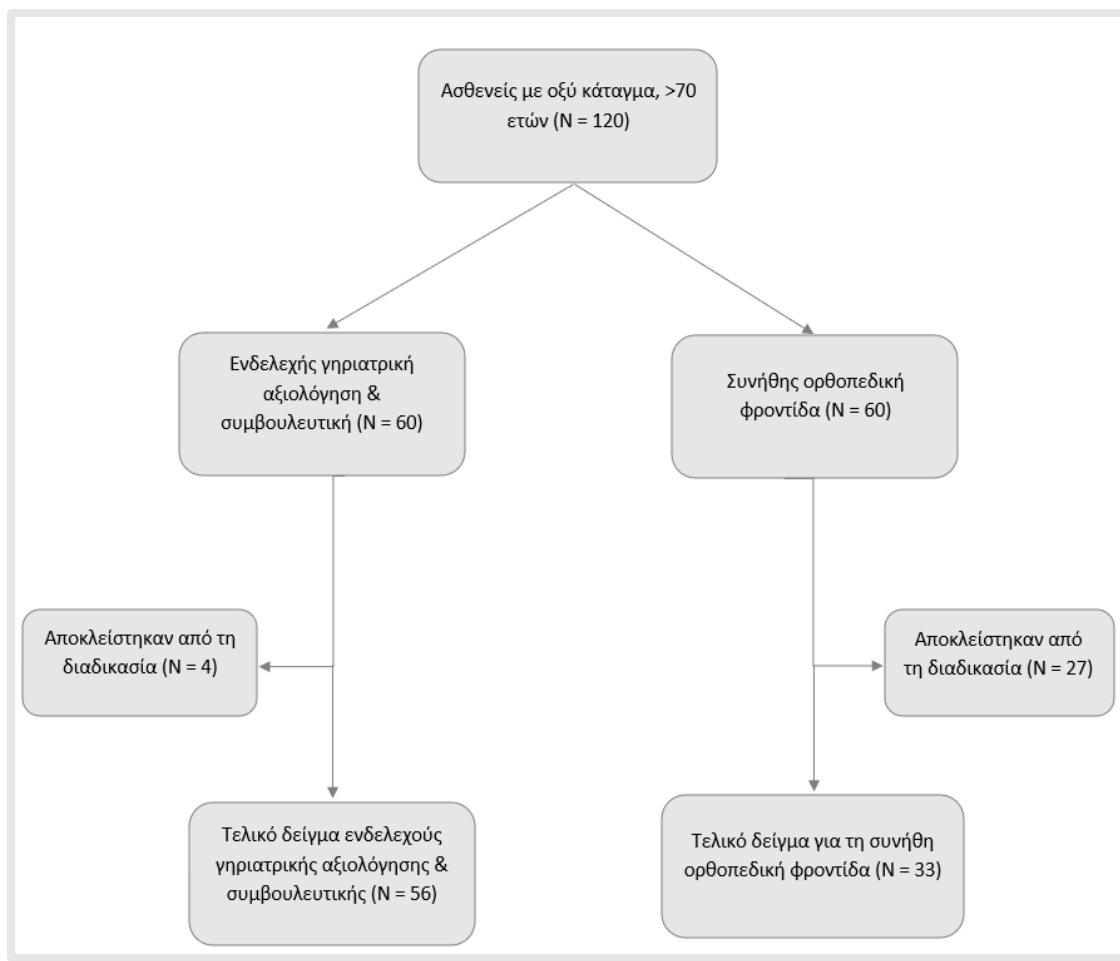 Ασθενείς με οξύ κάταγμα, >70
ετών (N = 120)
Ενδελεχής γηριατρική
αξιολόγηση &
συμβουλευτική (N = 60)
Συνήθης ορθοπεδική
φροντίδα (N = 60)
Αποκλείστηκαν από τη
διαδικασία (N = 4)
Αποκλείστηκαν από
τη διαδικασία (N = 27)
Τελικό δείγμα ενδελεχούς
γηριατρικής αξιολόγησης &
συμβουλευτικής (N = 56)
Τελικό δείγμα για τη συνήθη
ορθοπεδική φροντίδα (N = 33)